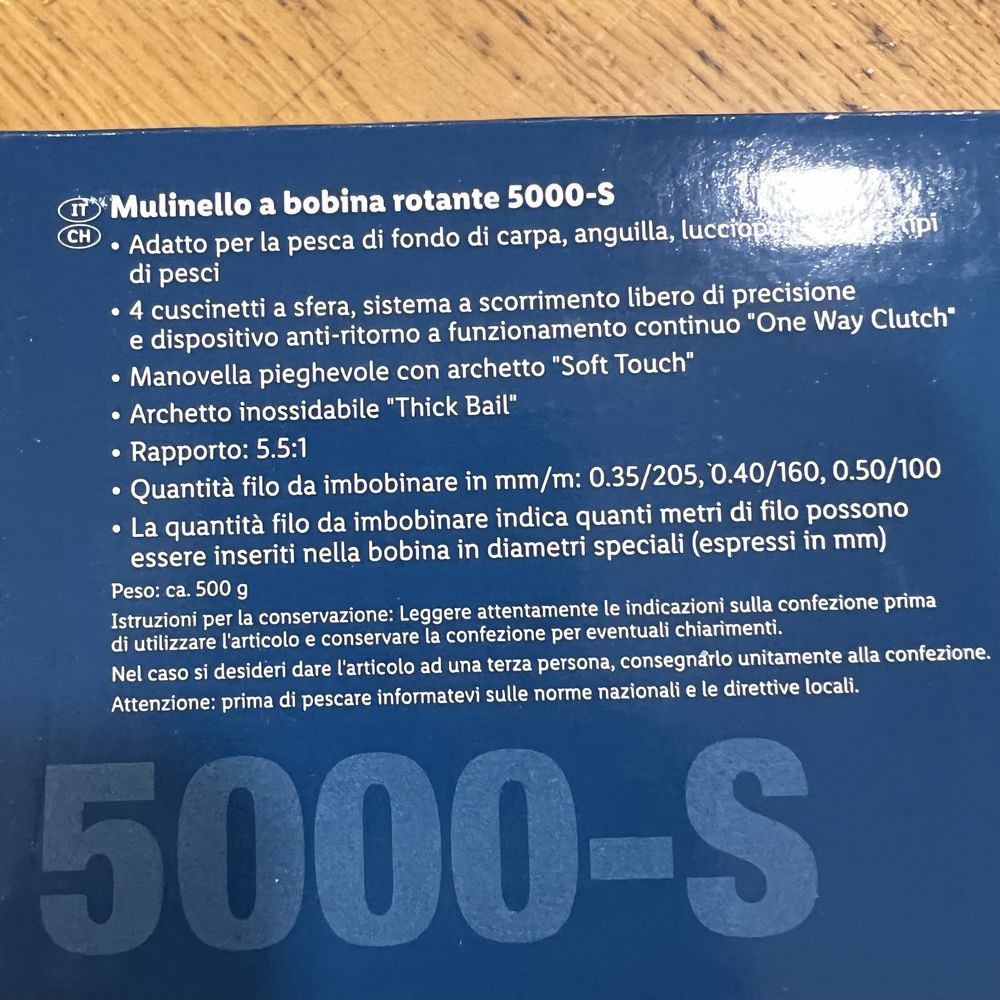 IT Mulinello a bobina rotante 5000-S
CH
• Adatto per la pesca di fondo di carpa, anguilla, tipi
di pesci
• 4 cuscinetti a sfera, sistema a scorrimento libero di precisione
e dispositivo anti-ritorno a funzionamento continuo "One Way Clutch"
• Manovella pieghevole con archetto "Soft Touch"
• Archetto inossidabile "Thick Bail"
• Rapporto: 5.5:1
• Quantità filo da imbobinare in mm/m: 0.35/205, 0.40/160, 0.50/100
• La quantità filo da imbobinare indica quanti metri di filo possono
essere inseriti nella bobina in diametri speciali (espressi in mm)
Peso: ca. 500 g
Istruzioni per la conservazione: Leggere attentamente le indicazioni sulla confezione prima
di utilizzare l'articolo e conservare la confezione per eventuali chiarimenti.
Nel caso si desideri dare l'articolo ad una terza persona, consegnarlo unitamente alla confezione.
Attenzione: prima di pescare informatevi sulle norme nazionali e le direttive locali.
5000-S